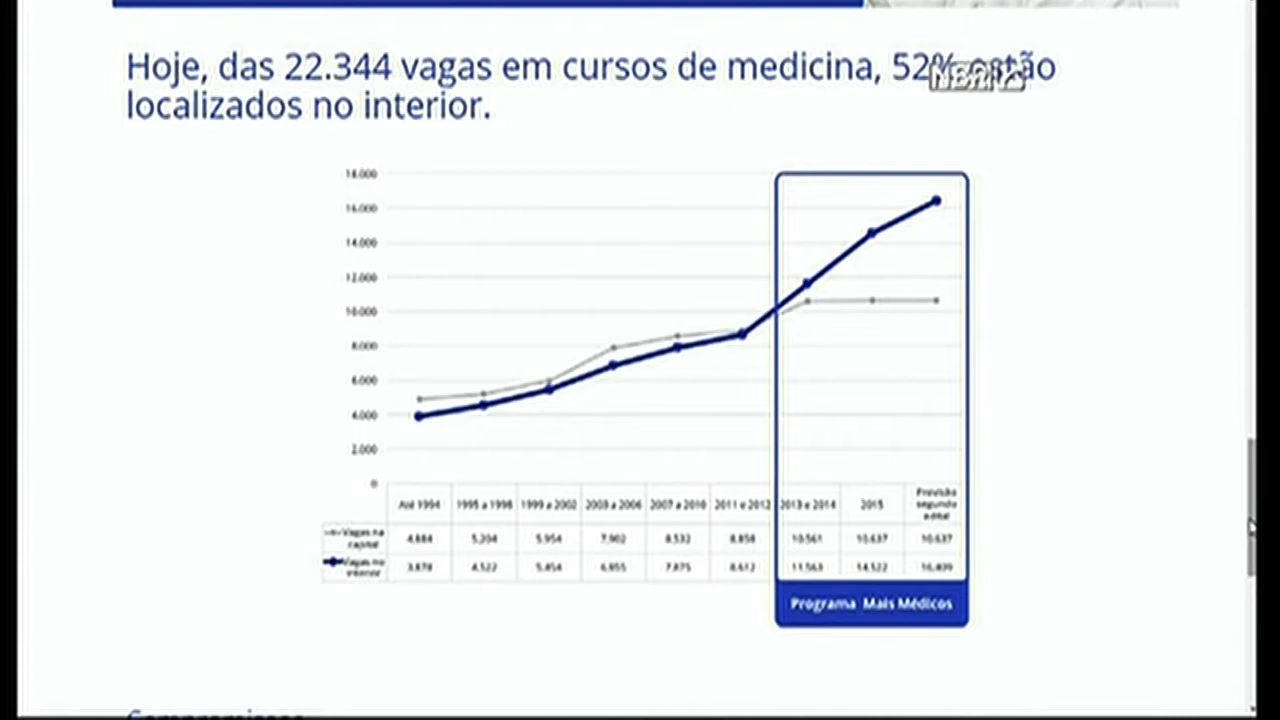 Hoje, das 22.344 vagas em cursos de medicina, 52% estão
localizados no interior.
NBR
18.000
16.000
14.000
12.000
10.000
8.000
6.000
4.000
2.000
0
Até 1994 1995 a 1998 1999 a 2002 2003 a 2006 2007 a 2010 2011 e 2012 2013 e 2014 2015 Previsão segundo edital
Vagas na capital 4.884 5.204 5.954 7.902 8.532 8.858 10.561 10.637 10.637
Vagas no interior 3.878 4.522 5.454 6.855 7.875 8.612 11.563 14.522 16.409
Programa Mais Médicos